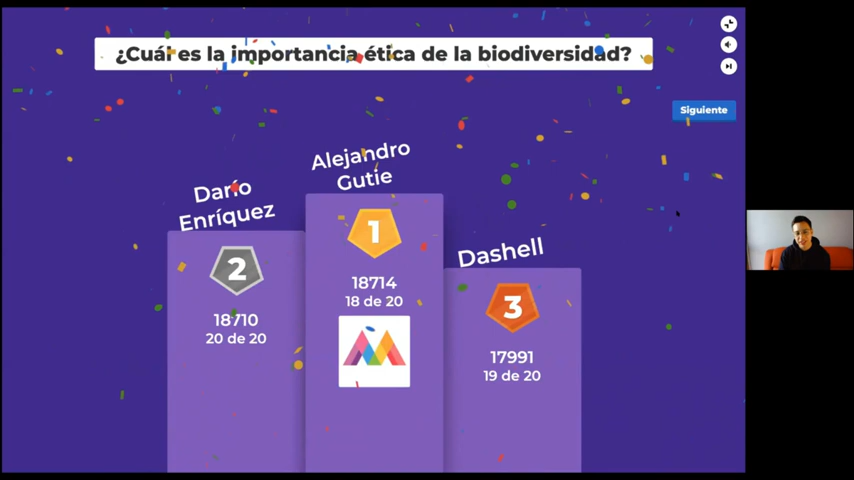 ¿Cuál es la importancia ética de la biodiversidad?
Siguiente
Alejandro
Gutie
Darío
Enríquez
Dashell
1
18714
18 de 20
2
18710
20 de 20
3
17991
19 de 20